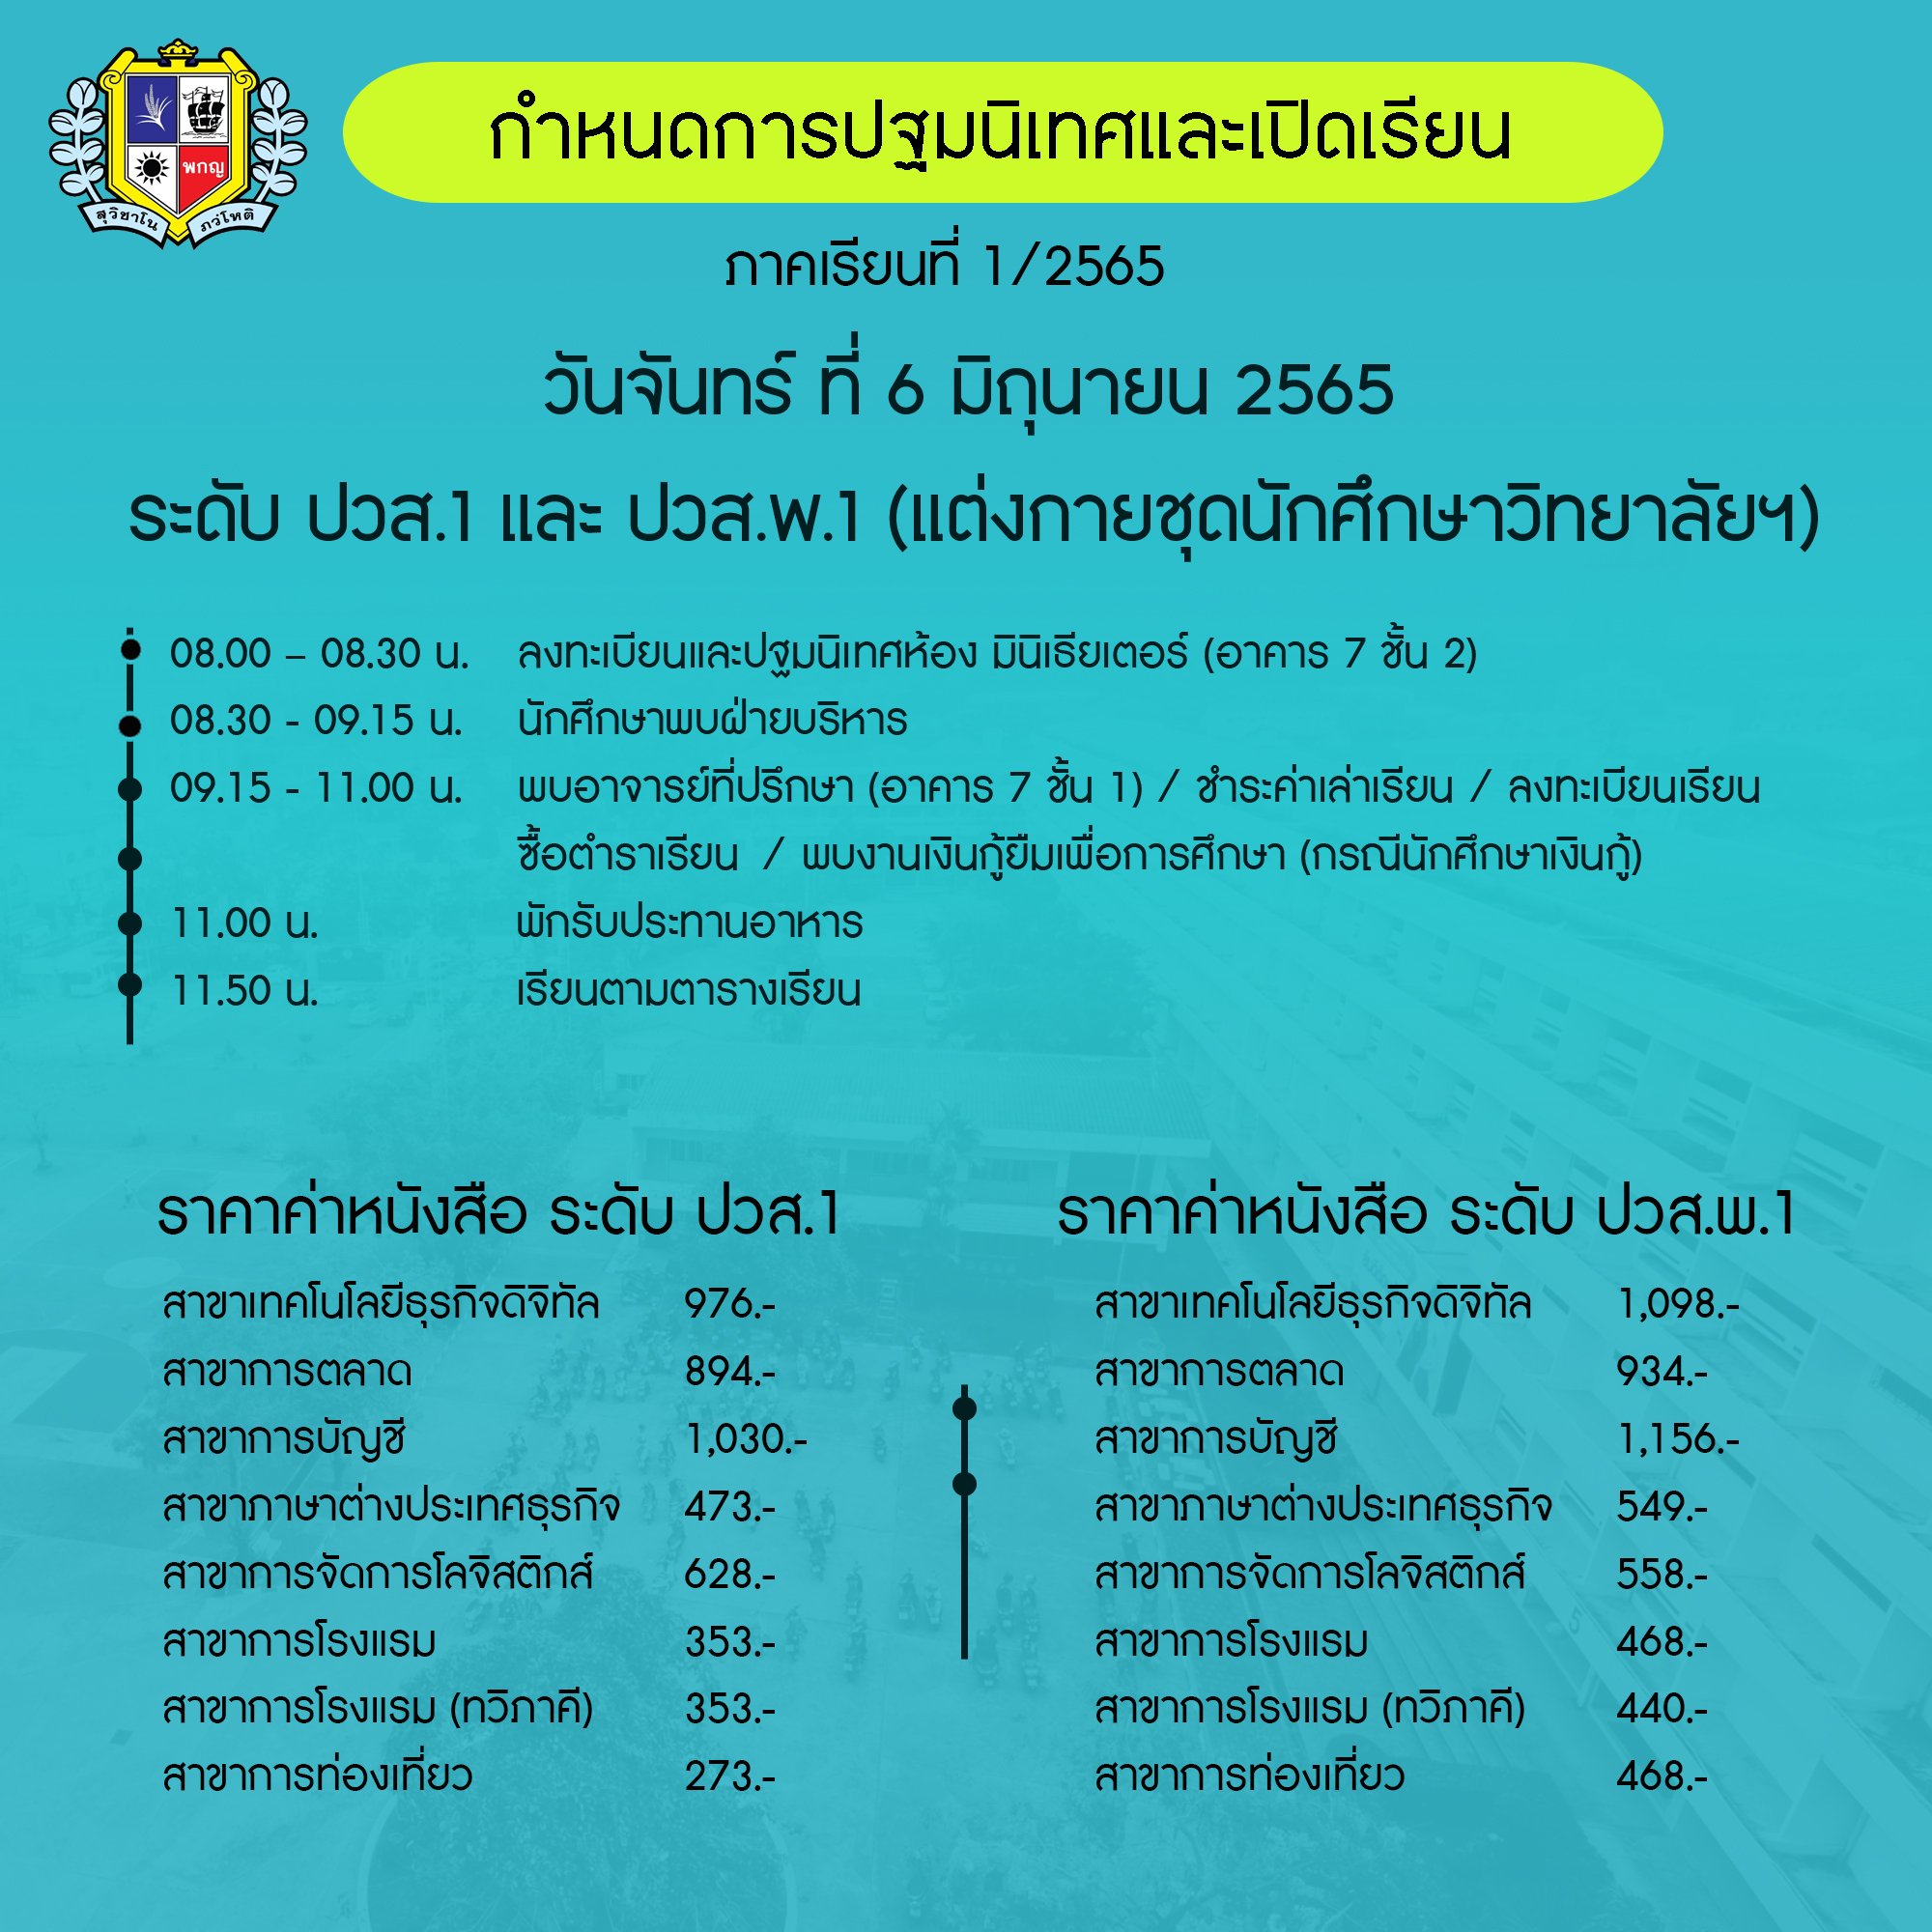 พกญ
สุวิชาโน ภวํโหติ
กำหนดการปฐมนิเทศและเปิดเรียน
ภาคเรียนที่ 1/2565
วันจันทร์ ที่ 6 มิถุนายน 2565
ระดับ ปวส.1 และ ปวส.พ.1 (แต่งกายชุดนักศึกษาวิทยาลัยฯ)
08.00 – 08.30 น. ลงทะเบียนและปฐมนิเทศห้อง มินิเธียเตอร์ (อาคาร 7 ชั้น 2)
08.30 - 09.15 น. นักศึกษาพบฝ่ายบริหาร
09.15 - 11.00 น. พบอาจารย์ที่ปรึกษา (อาคาร 7 ชั้น 1) / ชำระค่าเล่าเรียน / ลงทะเบียนเรียน
ซื้อตำราเรียน / พบงานเงินกู้ยืมเพื่อการศึกษา (กรณีนักศึกษาเงินกู้)
11.00 น. พักรับประทานอาหาร
11.50 น. เรียนตามตารางเรียน
ราคาค่าหนังสือ ระดับ ปวส.1
สาขาเทคโนโลยีธุรกิจดิจิทัล 976.-
สาขาการตลาด 894.-
สาขาการบัญชี 1,030.-
สาขาภาษาต่างประเทศธุรกิจ 473.-
สาขาการจัดการโลจิสติกส์ 628.-
สาขาการโรงแรม 353.-
สาขาการโรงแรม (ทวิภาคี) 353.-
สาขาการท่องเที่ยว 273.-
ราคาค่าหนังสือ ระดับ ปวส.พ.1
สาขาเทคโนโลยีธุรกิจดิจิทัล 1,098.-
สาขาการตลาด 934.-
สาขาการบัญชี 1,156.-
สาขาภาษาต่างประเทศธุรกิจ 549.-
สาขาการจัดการโลจิสติกส์ 558.-
สาขาการโรงแรม 468.-
สาขาการโรงแรม (ทวิภาคี) 440.-
สาขาการท่องเที่ยว 468.-